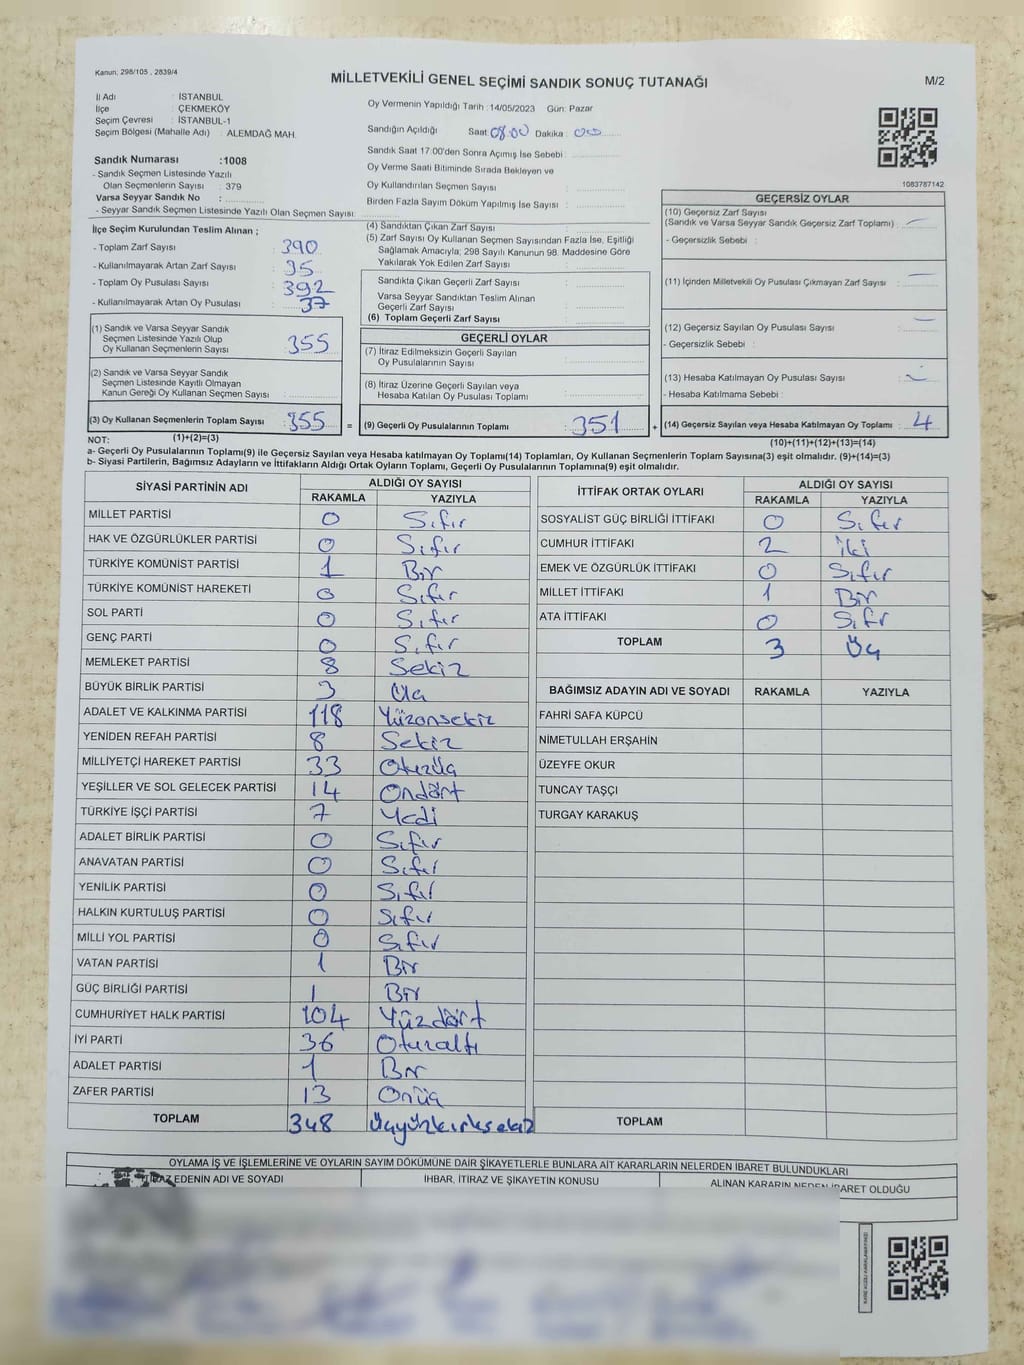 Kanun: 298/105 , 2839/4
MİLLETVEKİLİ GENEL SEÇİMİ SANDIK SONUÇ TUTANAĞI
M/2
İl Adı : İSTANBUL
İlçe : ÇEKMEKÖY
Seçim Çevresi : İSTANBUL-1
Seçim Bölgesi (Mahalle Adı) : ALEMDAĞ MAH.
Oy Vermenin Yapıldığı Tarih :14/05/2023 Gün: Pazar
Sandığın Açıldığı Saat 08.00 Dakika : 00
Sandık Saat 17:00'den Sonra Açımış İse Sebebi :
Oy Verme Saati Bitiminde Sırada Bekleyen ve
Oy Kullandırılan Seçmen Sayısı :
Birden Fazla Sayım Döküm Yapılmış İse Sayısı :
Sandık Numarası :1008
- Sandık Seçmen Listesinde Yazılı
Olan Seçmenlerin Sayısı : 379
Varsa Seyyar Sandık No :
- Seyyar Sandık Seçmen Listesinde Yazılı Olan Seçmen Sayısı:
1083787142
İlçe Seçim Kurulundan Teslim Alınan ;
- Toplam Zarf Sayısı : 390
- Kullanılmayarak Artan Zarf Sayısı : 35
- Toplam Oy Pusulası Sayısı : 392
- Kullanılmayarak Artan Oy Pusulası : 37
(1) Sandık ve Varsa Seyyar Sandık
Seçmen Listesinde Yazılı Olup
Oy Kullanan Seçmenlerin Sayısı : 355
(2) Sandık ve Varsa Seyyar Sandık
Seçmen Listesinde Kayıtlı Olmayan
Kanun Gereği Oy Kullanan Seçmen Sayısı :
(3) Oy Kullanan Seçmenlerin Toplam Sayısı : 355 =
(1)+(2)=(3)
(4) Sandıktan Çıkan Zarf Sayısı :
(5) Zarf Sayısı Oy Kullanan Seçmen Sayısından Fazla İse, Eşitliği
Sağlamak Amacıyla; 298 Sayılı Kanunun 98. Maddesine Göre
Yakılarak Yok Edilen Zarf Sayısı :
Sandıkta Çıkan Geçerli Zarf Sayısı :
Varsa Seyyar Sandıktan Teslim Alınan
Geçerli Zarf Sayısı :
(6) Toplam Geçerli Zarf Sayısı :
GEÇERLİ OYLAR
(7) İtiraz Edilmeksizin Geçerli Sayılan
Oy Pusulalarının Sayısı :
(8) İtiraz Üzerine Geçerli Sayılan veya
Hesaba Katılan Oy Pusulası Toplamı :
(9) Geçerli Oy Pusulalarının Toplamı : 351 +
GEÇERSİZ OYLAR
(10) Geçersiz Zarf Sayısı
(Sandık ve Varsa Seyyar Sandık Geçersiz Zarf Toplamı) : –
- Geçersizlik Sebebi :
(11) İçinden Milletvekili Oy Pusulası Çıkmayan Zarf Sayısı : –
(12) Geçersiz Sayılan Oy Pusulası Sayısı : –
- Geçersizlik Sebebi :
(13) Hesaba Katılmayan Oy Pusulası Sayısı :
- Hesaba Katılmama Sebebi :
(14) Geçersiz Sayılan veya Hesaba Katılmayan Oy Toplamı : 4
(10)+(11)+(12)+(13)=(14)
NOT:
a- Geçerli Oy Pusulalarının Toplamı(9) ile Geçersiz Sayılan veya Hesaba katılmayan Oy Toplamı(14) Toplamları, Oy Kullanan Seçmenlerin Toplam Sayısına(3) eşit olmalıdır. (9)+(14)=(3)
b- Siyasi Partilerin, Bağımsız Adayların ve İttifakların Aldığı Ortak Oyların Toplamı, Geçerli Oy Pusulalarının Toplamına(9) eşit olmalıdır.
SİYASİ PARTİNİN ADI ALDIĞI OY SAYISI
RAKAMLA YAZIYLA
MİLLET PARTİSİ 0 Sıfır
HAK VE ÖZGÜRLÜKLER PARTİSİ 0 Sıfır
TÜRKİYE KOMÜNİST PARTİSİ 1 Bir
TÜRKİYE KOMÜNİST HAREKETİ 0 Sıfır
SOL PARTİ 0 Sıfır
GENÇ PARTİ 0 Sıfır
MEMLEKET PARTİSİ 8 Sekiz
BÜYÜK BİRLİK PARTİSİ 3 Üç
ADALET VE KALKINMA PARTİSİ 118 Yüzonsekiz
YENİDEN REFAH PARTİSİ 8 Sekiz
MİLLİYETÇİ HAREKET PARTİSİ 33 Otuzüç
YEŞİLLER VE SOL GELECEK PARTİSİ 14 Ondört
TÜRKİYE İŞÇİ PARTİSİ 7 Yedi
ADALET BİRLİK PARTİSİ 0 Sıfır
ANAVATAN PARTİSİ 0 Sıfır
YENİLİK PARTİSİ 0 Sıfır
HALKIN KURTULUŞ PARTİSİ 0 Sıfır
MİLLİ YOL PARTİSİ 0 Sıfır
VATAN PARTİSİ 1 Bir
GÜÇ BİRLİĞİ PARTİSİ 1 Bir
CUMHURİYET HALK PARTİSİ 104 Yüzdört
İYİ PARTİ 36 Otuzaltı
ADALET PARTİSİ 1 Bir
ZAFER PARTİSİ 13 Onüç
TOPLAM 348 Üçyüzkırksekiz
İTTİFAK ORTAK OYLARI ALDIĞI OY SAYISI
RAKAMLA YAZIYLA
SOSYALİST GÜÇ BİRLİĞİ İTTİFAKI 0 Sıfır
CUMHUR İTTİFAKI 2 İki
EMEK VE ÖZGÜRLÜK İTTİFAKI 0 Sıfır
MİLLET İTTİFAKI 1 Bir
ATA İTTİFAKI 0 Sıfır
TOPLAM 3 Üç
BAĞIMSIZ ADAYIN ADI VE SOYADI RAKAMLA YAZIYLA
FAHRİ SAFA KÜPCÜ
NİMETULLAH ERŞAHİN
ÜZEYFE OKUR
TUNCAY TAŞÇI
TURGAY KARAKUŞ
TOPLAM
OYLAMA İŞ VE İŞLEMLERİNE VE OYLARIN SAYIM DÖKÜMÜNE DAİR ŞİKAYETLERLE BUNLARA AİT KARARLARIN NELERDEN İBARET BULUNDUKLARI
İTİRAZ EDENİN ADI VE SOYADI İHBAR, İTİRAZ VE ŞİKAYETİN KONUSU ALINAN KARARIN NEDEN İBARET OLDUĞU